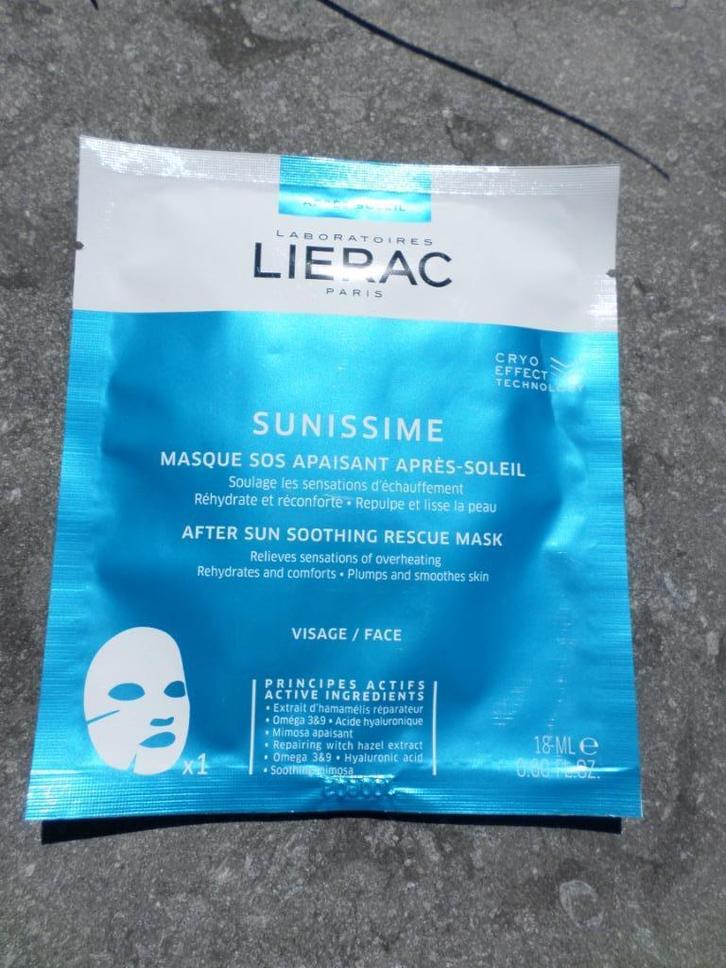 APRÈS-SOLEIL
LABORATOIRES
LIERAC
PARIS
CRYO
EFFECT
TECHNOLOGY
SUNISSIME
MASQUE SOS APAISANT APRÈS-SOLEIL
Soulage les sensations d'échauffement
Réhydrate et réconforte • Repulpe et lisse la peau
AFTER SUN SOOTHING RESCUE MASK
Relieves sensations of overheating
Rehydrates and comforts • Plumps and smoothes skin
VISAGE / FACE
PRINCIPES ACTIFS
ACTIVE INGREDIENTS
• Extrait d'hamamélis réparateur
• Oméga 3&9 • Acide hyaluronique
• Mimosa apaisant
• Repairing witch hazel extract
• Omega 3&9 • Hyaluronic acid
• Soothing mimosa
x1
18 ML e
FL.OZ.